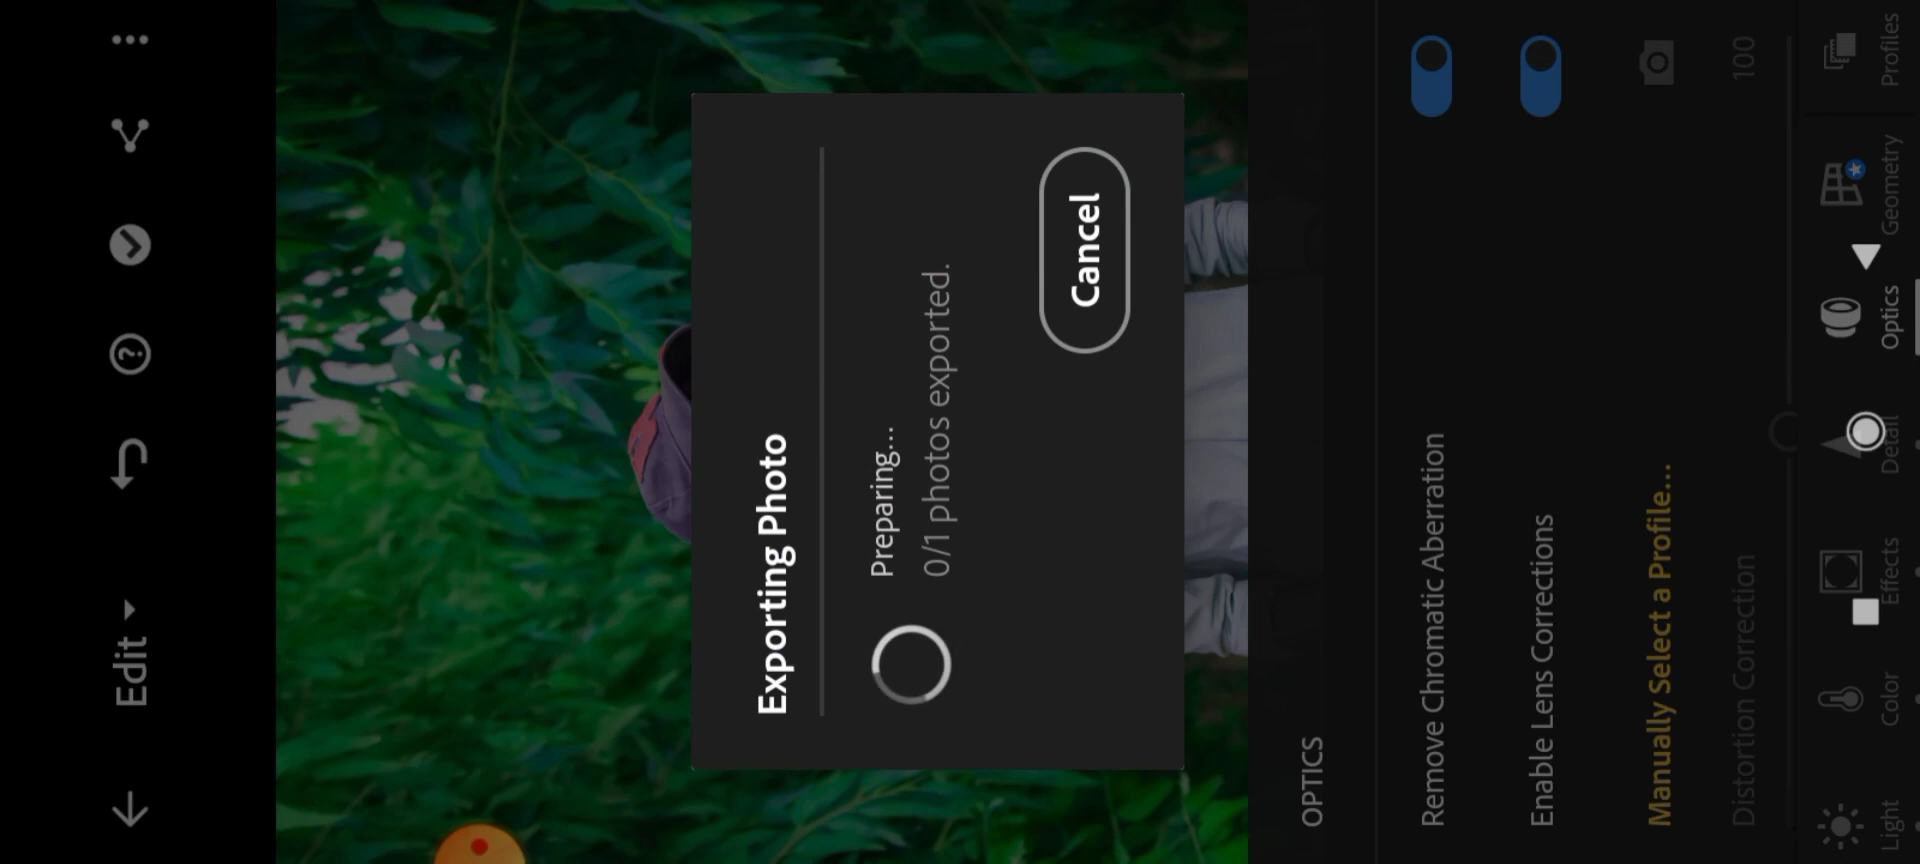 Edit
Exporting Photo
Preparing...
0/1 photos exported.
Cancel
OPTICS
Remove Chromatic Aberration
Enable Lens Corrections
Manually Select a Profile...
Distortion Correction 100
Light Color Effects Detail Optics Geometry Profiles